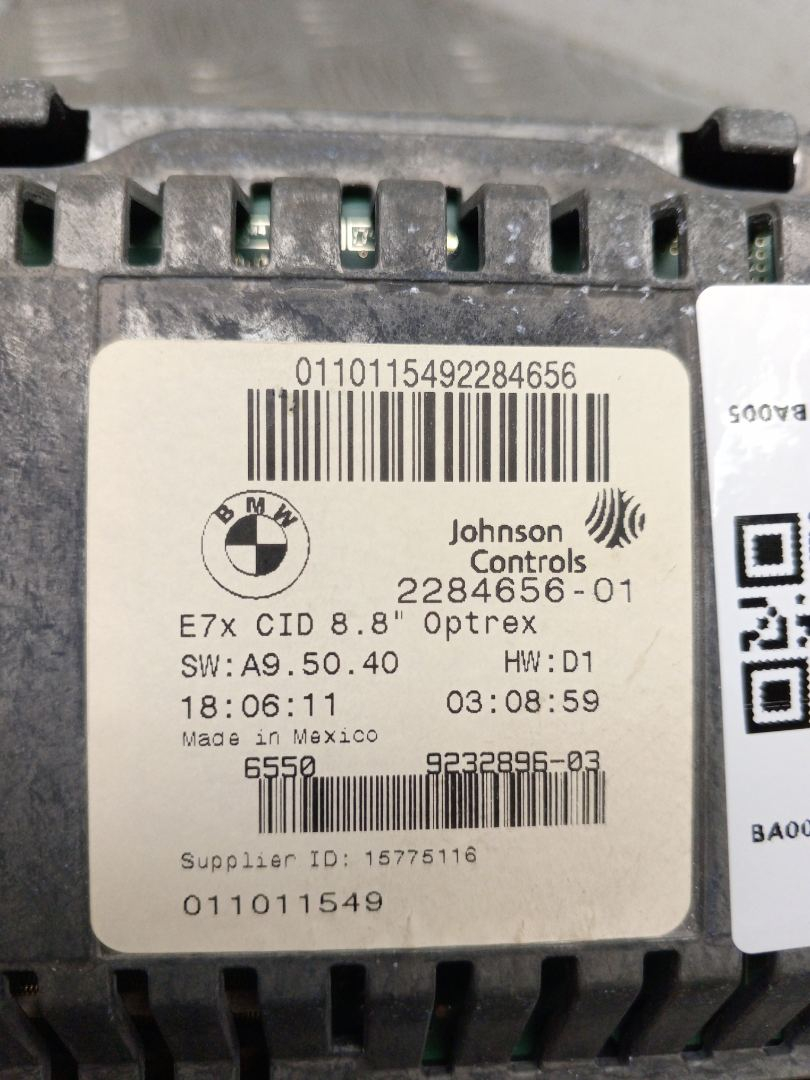 0110115492284656
BMW
Johnson
Controls
2284656-01
E7x CID 8.8" Optrex
SW:A9.50.40 HW:D1
18:06:11 03:08:59
Made in Mexico
6550 9232896-03
Supplier ID: 15775116
011011549
BA005
BA00